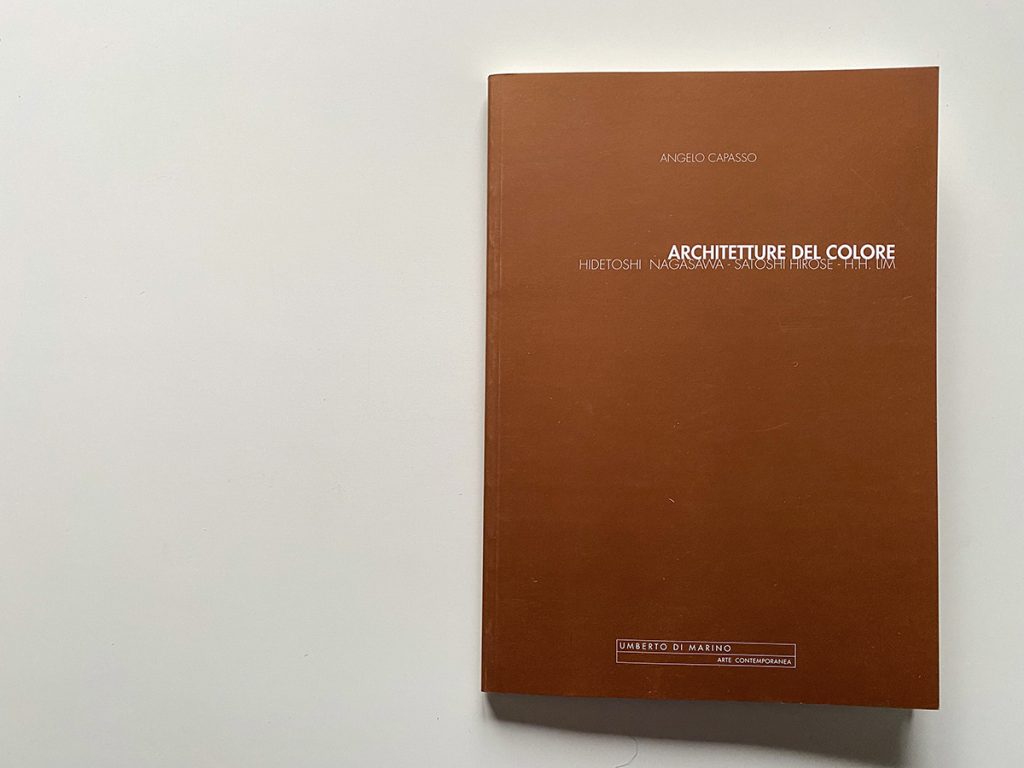 ANGELO CAPASSO
ARCHITETTURE DEL COLORE
HIDETOSHI NAGASAWA - SATOSHI HIROSE - H.H. LIM
UMBERTO DI MARINO
ARTE CONTEMPORANEA